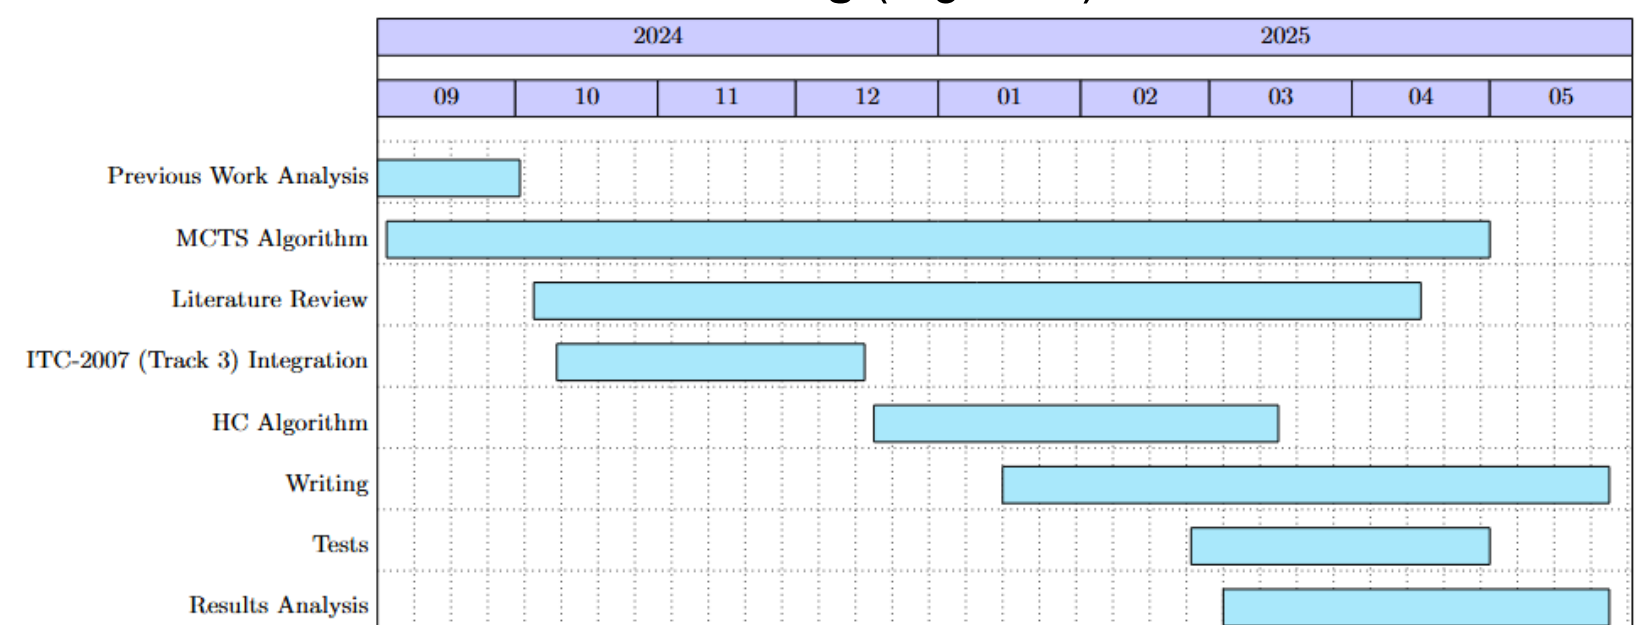 2024 2025
09 10 11 12 01 02 03 04 05
Previous Work Analysis
MCTS Algorithm
Literature Review
ITC-2007 (Track 3) Integration
HC Algorithm
Writing
Tests
Results Analysis